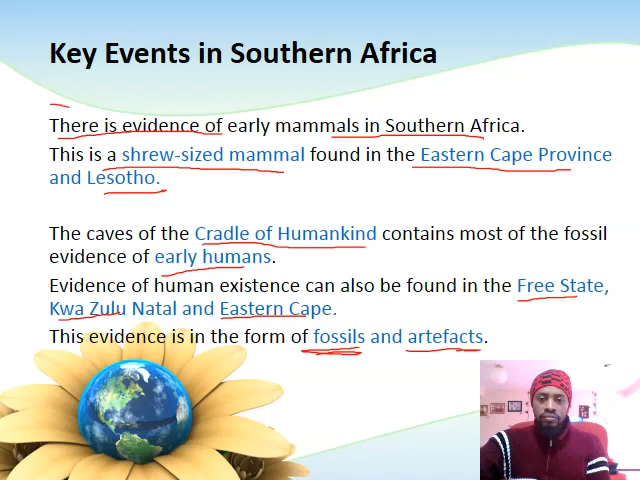 Key Events in Southern Africa
There is evidence of early mammals in Southern Africa.
This is a shrew-sized mammal found in the Eastern Cape Province
and Lesotho.
The caves of the Cradle of Humankind contains most of the fossil
evidence of early humans.
Evidence of human existence can also be found in the Free State,
Kwa Zulu Natal and Eastern Cape.
This evidence is in the form of fossils and artefacts.